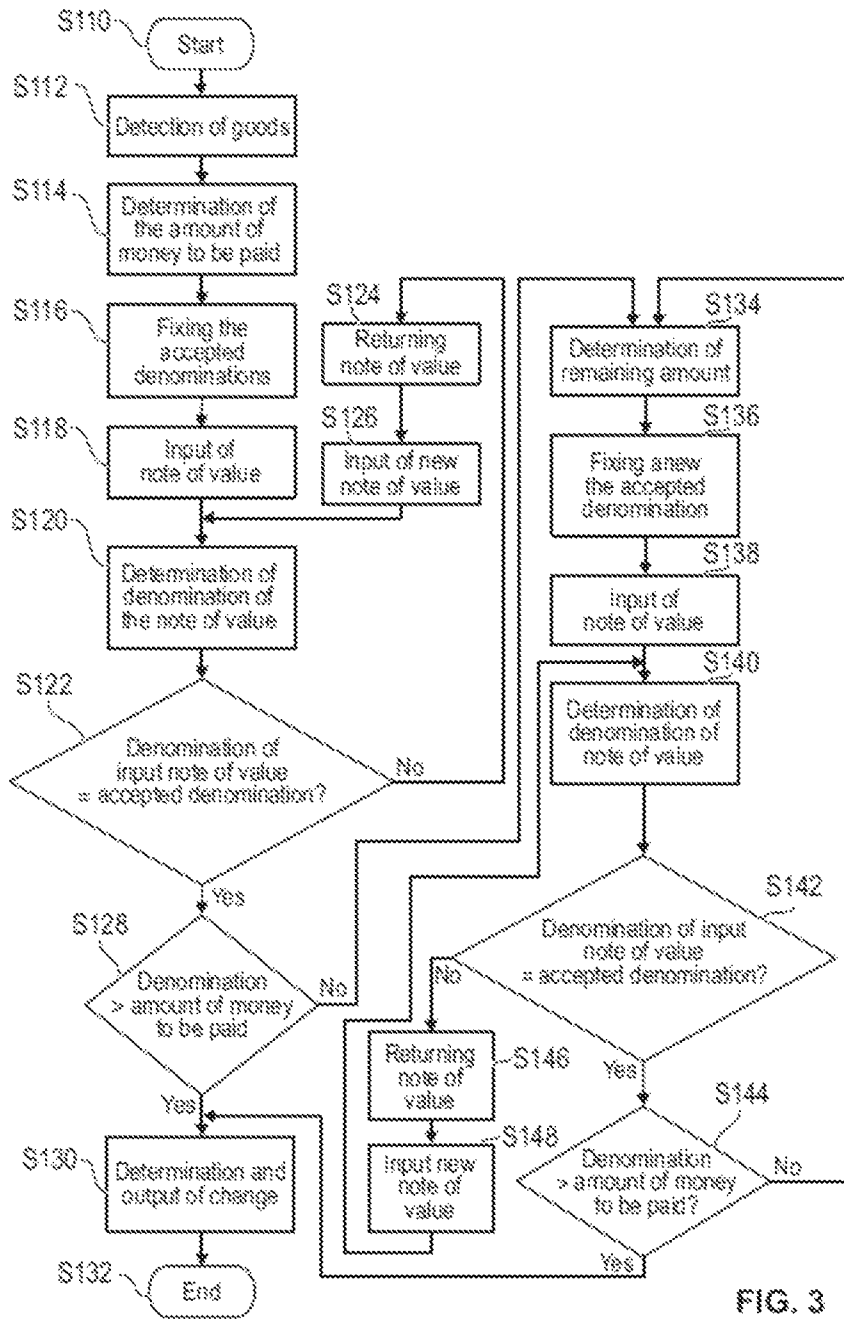 S110
Start
S112
Detection of goods
S114
Determination of
the amount of
money to be paid
S116
Fixing the
accepted
denominations
S118
Input of
note of value
S120
Determination of
denomination of
the note of value
S122
Denomination of
input note of value
= accepted denomination?
No
Yes
S124
Returning
note of value
S126
Input of new
note of value
S128
Denomination
> amount of money
to be paid
No
Yes
S130
Determination and
output of change
S132
End
S134
Determination of
remaining amount
S136
Fixing anew
the accepted
denomination
S138
Input of
note of value
S140
Determination of
denomination of
note of value
S142
Denomination of input
note of value
= accepted denomination?
No
Yes
S146
Returning
note of
value
S148
Input new
note of
value
S144
Denomination
> amount of money
to be paid?
No
Yes
FIG. 3